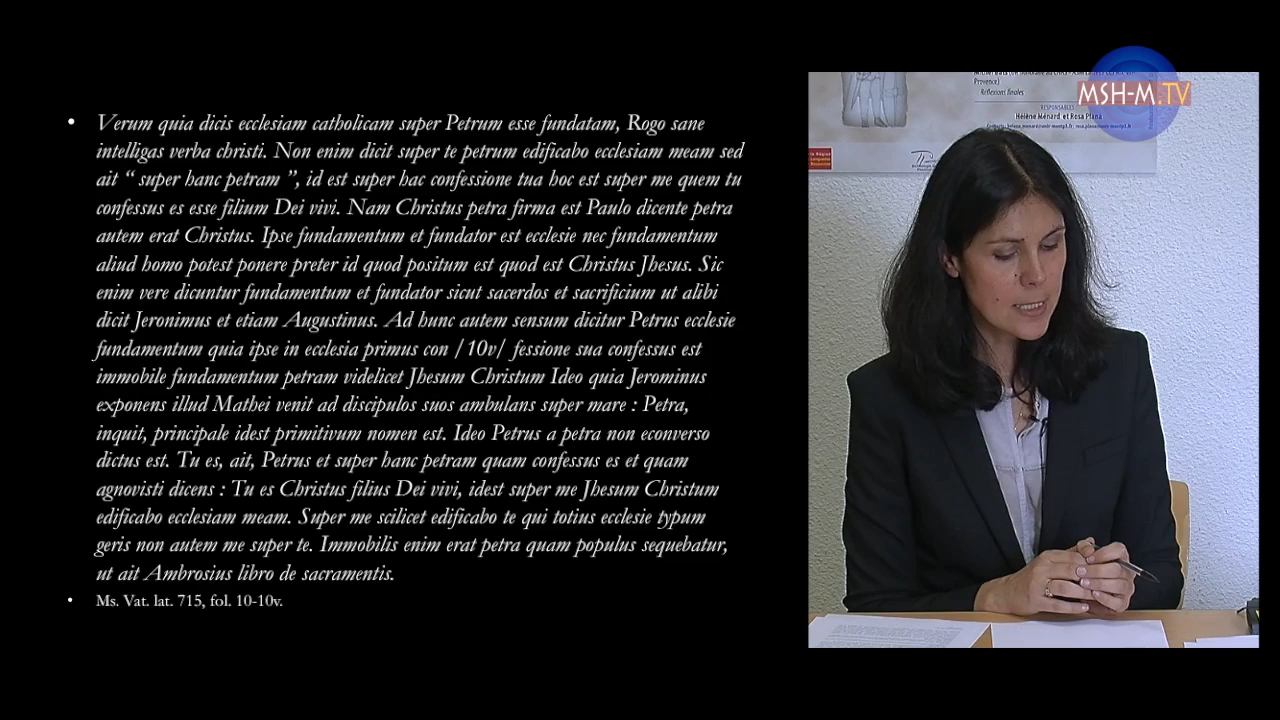 • Verum quia dicis ecclesiam catholicam super Petrum esse fundatam, Rogo sane
intelligas verba christi. Non enim dicit super te petrum edificabo ecclesiam meam sed
ait “ super hanc petram ”, id est super hac confessione tua hoc est super me quem tu
confessus es esse filium Dei vivi. Nam Christus petra firma est Paulo dicente petra
autem erat Christus. Ipse fundamentum et fundator est ecclesie nec fundamentum
aliud homo potest ponere preter id quod positum est quod est Christus Jhesus. Sic
enim vere dicuntur fundamentum et fundator sicut sacerdos et sacrificium ut alibi
dicit Jeronimus et etiam Augustinus. Ad hunc autem sensum dicitur Petrus ecclesie
fundamentum quia ipse in ecclesia primus con /10v/ fessione sua confessus est
immobile fundamentum petram videlicet Jhesum Christum Ideo quia Jerominus
exponens illud Mathei venit ad discipulos suos ambulans super mare : Petra,
inquit, principale idest primitivum nomen est. Ideo Petrus a petra non econverso
dictus est. Tu es, ait, Petrus et super hanc petram quam confessus es et quam
agnovisti dicens : Tu es Christus filius Dei vivi, idest super me Jhesum Christum
edificabo ecclesiam meam. Super me scilicet edificabo te qui totius ecclesie typum
geris non autem me super te. Immobilis enim erat petra quam populus sequebatur,
ut ait Ambrosius libro de sacramentis.
• Ms. Vat. lat. 715, fol. 10-10v.
MSH-M.TV
Provence)
Réflexions finales
RESPONSABLES
Hélène Ménard et Rosa Plana